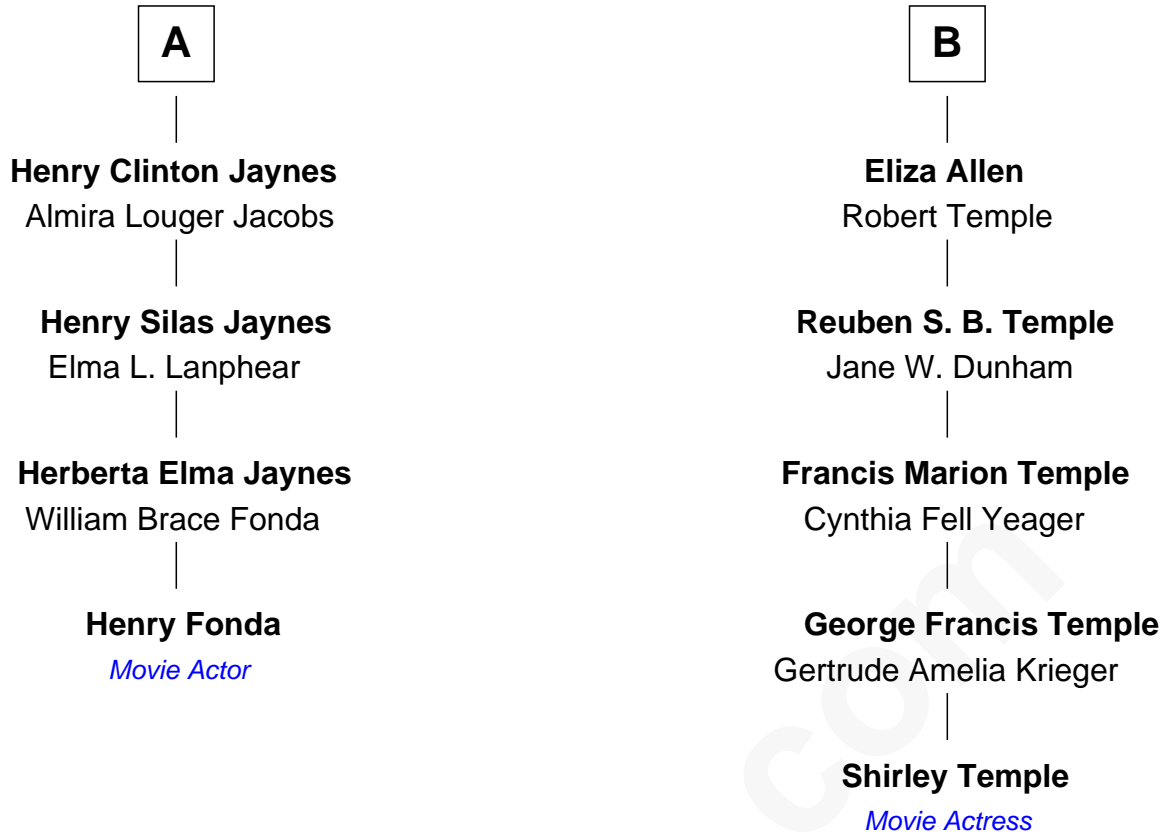 A
Henry Clinton Jaynes
Almira Louger Jacobs
Henry Silas Jaynes
Elma L. Lanphear
Herberta Elma Jaynes
William Brace Fonda
Henry Fonda
Movie Actor
B
Eliza Allen
Robert Temple
Reuben S. B. Temple
Jane W. Dunham
Francis Marion Temple
Cynthia Fell Yeager
George Francis Temple
Gertrude Amelia Krieger
Shirley Temple
Movie Actress
com